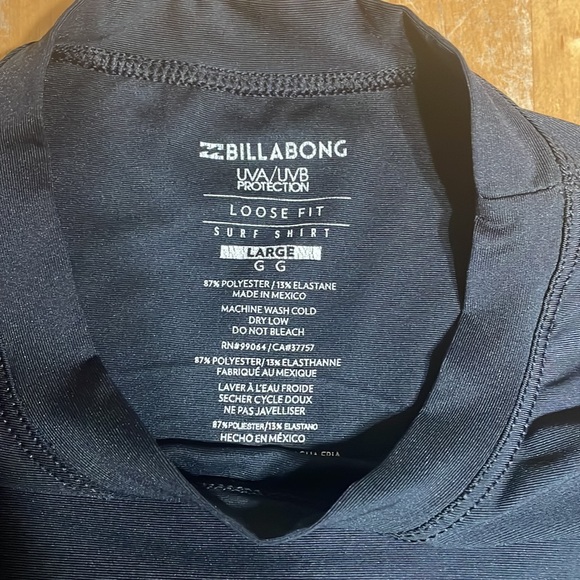 BILLABONG
UVA/UVB
PROTECTION
LOOSE FIT
SURF SHIRT
LARGE
G G
87% POLYESTER / 13% ELASTANE
MADE IN MEXICO
MACHINE WASH COLD
DRY LOW
DO NOT BLEACH
RN#99064 / CA#37757
87% POLYESTER/ 13% ELASTHANNE
FABRIQUÉ AU MEXIQUE
LAVER À L'EAU FROIDE
SECHER CYCLE DOUX
NE PAS JAVELLISER
87% POLIESTER/13% ELASTANO
HECHO EN MÉXICO